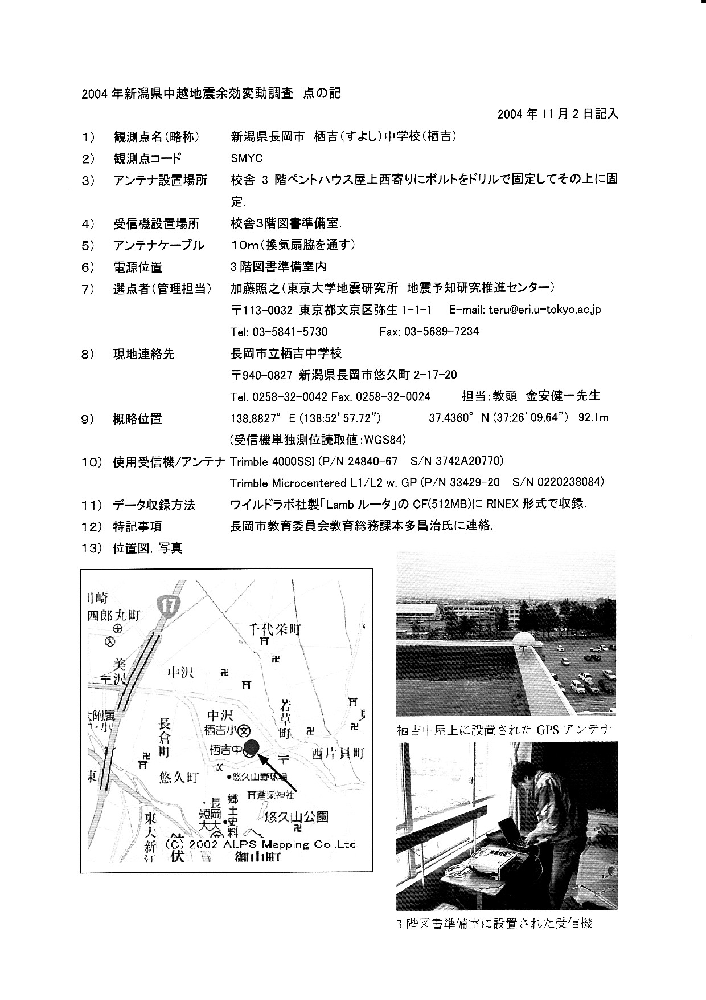 2004 年新潟県中越地震余効変動調査　点の記
2004 年 11 月 2 日記入
1)　観測点名(略称)　新潟県長岡市　栖吉(すよし)中学校(栖吉)
2)　観測点コード　SMYC
3)　アンテナ設置場所　校舎 3 階ペントハウス屋上西寄りにボルトをドリルで固定してその上に固
定.
4)　受信機設置場所　校舎3階図書準備室.
5)　アンテナケーブル　10m(換気扇脇を通す)
6)　電源位置　3 階図書準備室内
7)　選点者(管理担当)　加藤照之(東京大学地震研究所　地震予知研究推進センター)
〒113-0032 東京都文京区弥生 1-1-1　E-mail: teru@eri.u-tokyo.ac.jp
Tel: 03-5841-5730　Fax: 03-5689-7234
8)　現地連絡先　長岡市立栖吉中学校
〒940-0827 新潟県長岡市悠久町 2-17-20
Tel. 0258-32-0042 Fax. 0258-32-0024　担当:教頭　金安健一先生
9)　概略位置　138.8827° E (138:52' 57.72")　37.4360° N (37:26' 09.64")　92.1m
(受信機単独測位読取値:WGS84)
10)　使用受信機/アンテナ Trimble 4000SSI (P/N 24840-67　S/N 3742A20770)
Trimble Microcentered L1/L2 w. GP (P/N 33429-20　S/N 0220238084)
11)　データ収録方法　ワイルドラボ社製「Lamb ルータ」の CF(512MB)に RINEX 形式で収録.
12)　特記事項　長岡市教育委員会教育総務課本多昌治氏に連絡.
13)　位置図, 写真
川崎
17
四郎丸町
千代栄町
美沢
中沢
若草町
中沢
大附属
中・小
長倉町
栖吉小
栖吉中
西片貝町
東
悠久町
悠久山野球場
蒼柴神社
長岡短大
郷土史料
悠久山公園
東大新江
(C) 2002 ALPS Mapping Co.,Ltd.
御山町
栖吉中屋上に設置された GPS アンテナ
3 階図書準備室に設置された受信機